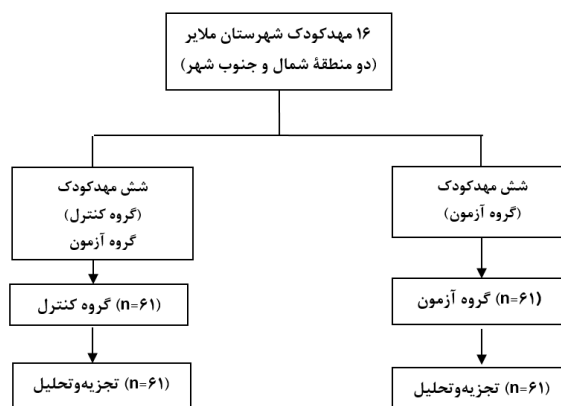 ۱۶ مهدکودک شهرستان ملایر
(دو منطقهٔ شمال و جنوب شهر)
شش مهدکودک
(گروه آزمون)
شش مهدکودک
(گروه کنترل)
گروه آزمون
گروه آزمون (n=۶۱)
گروه کنترل (n=۶۱)
تجزیه‌وتحلیل (n=۶۱)
تجزیه‌وتحلیل (n=۶۱)